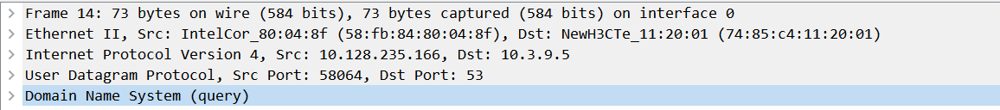 Frame 14: 73 bytes on wire (584 bits), 73 bytes captured (584 bits) on interface 0
Ethernet II, Src: IntelCor_80:04:8f (58:fb:84:80:04:8f), Dst: NewH3CTe_11:20:01 (74:85:c4:11:20:01)
Internet Protocol Version 4, Src: 10.128.235.166, Dst: 10.3.9.5
User Datagram Protocol, Src Port: 58064, Dst Port: 53
Domain Name System (query)